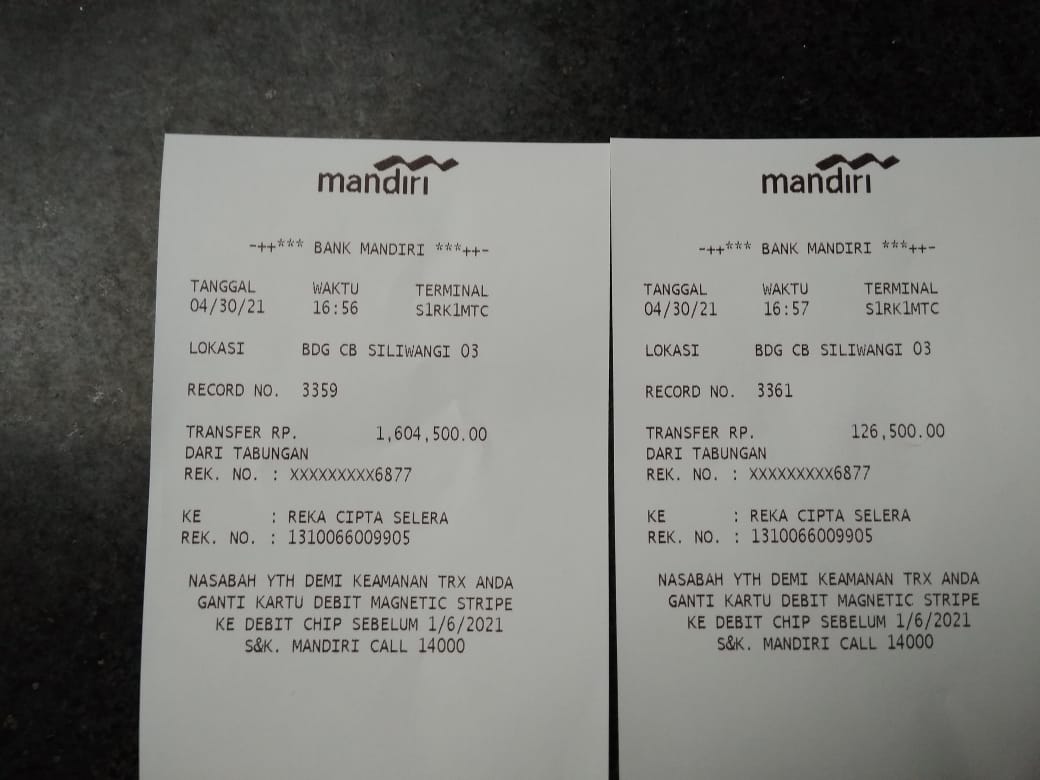 mandiri
-++*** BANK MANDIRI ***++-
TANGGAL WAKTU TERMINAL
04/30/21 16:56 S1RK1MTC
LOKASI BDG CB SILIWANGI 03
RECORD NO. 3359
TRANSFER RP. 1,604,500.00
DARI TABUNGAN
REK. NO. : XXXXXXXXX6877
KE : REKA CIPTA SELERA
REK. NO. : 1310066009905
NASABAH YTH DEMI KEAMANAN TRX ANDA
GANTI KARTU DEBIT MAGNETIC STRIPE
KE DEBIT CHIP SEBELUM 1/6/2021
S&K. MANDIRI CALL 14000
mandiri
-++*** BANK MANDIRI ***++-
TANGGAL WAKTU TERMINAL
04/30/21 16:57 S1RK1MTC
LOKASI BDG CB SILIWANGI 03
RECORD NO. 3361
TRANSFER RP. 126,500.00
DARI TABUNGAN
REK. NO. : XXXXXXXXX6877
KE : REKA CIPTA SELERA
REK. NO. : 1310066009905
NASABAH YTH DEMI KEAMANAN TRX ANDA
GANTI KARTU DEBIT MAGNETIC STRIPE
KE DEBIT CHIP SEBELUM 1/6/2021
S&K. MANDIRI CALL 14000